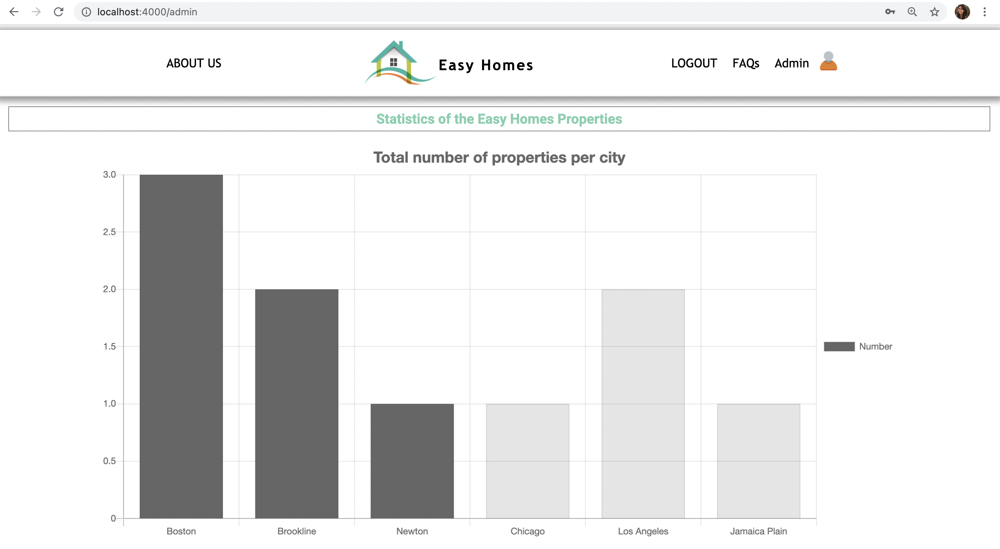 localhost:4000/admin
ABOUT US
Easy Homes
LOGOUT FAQs Admin
Statistics of the Easy Homes Properties
Total number of properties per city
3.0
2.5
2.0
1.5
1.0
0.5
0
Number
Boston Brookline Newton Chicago Los Angeles Jamaica Plain